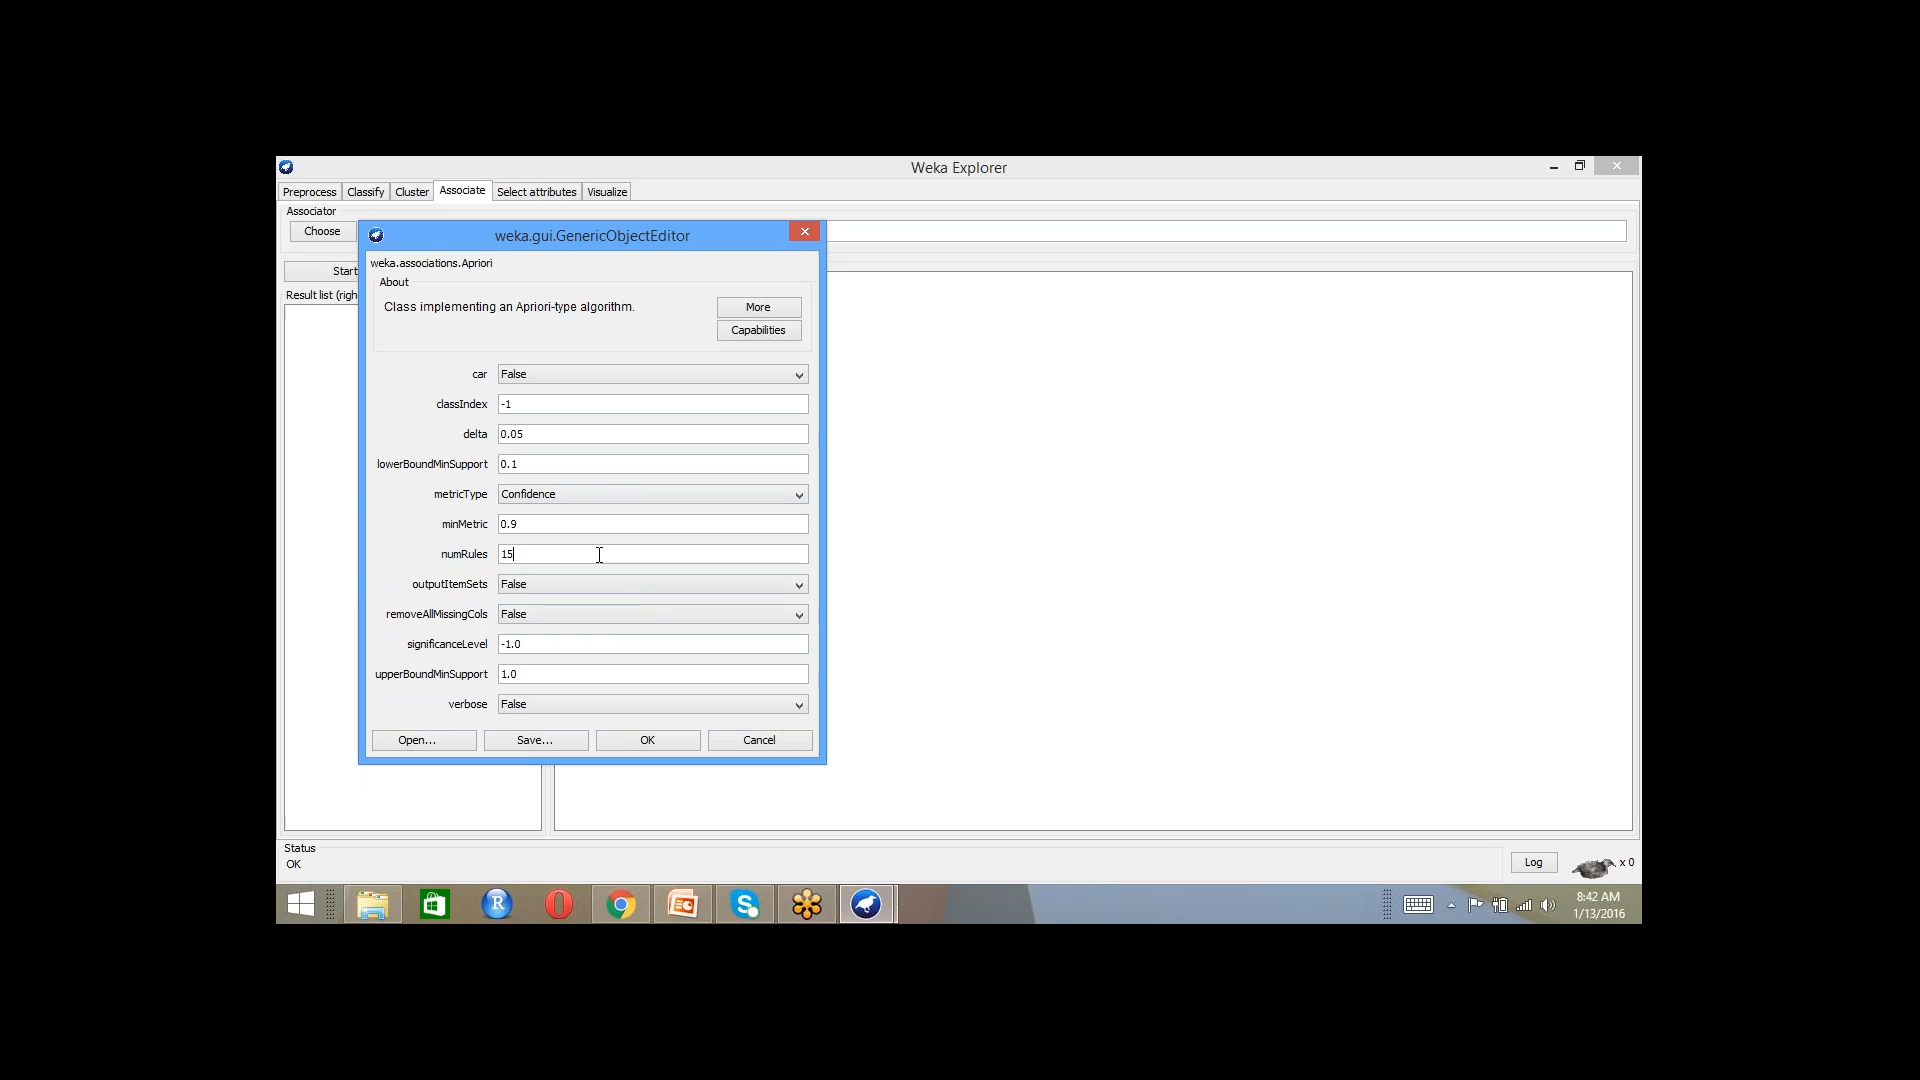 Weka Explorer
Preprocess Classify Cluster Associate Select attributes Visualize
Associator
Choose
weka.gui.GenericObjectEditor
weka.associations.Apriori
About
Class implementing an Apriori-type algorithm.
More
Capabilities
Start
Result list (righ
car False
classIndex -1
delta 0.05
lowerBoundMinSupport 0.1
metricType Confidence
minMetric 0.9
numRules 15
outputItemSets False
removeAllMissingCols False
significanceLevel -1.0
upperBoundMinSupport 1.0
verbose False
Open... Save... OK Cancel
Status
OK
Log x 0
R S
8:42 AM
1/13/2016